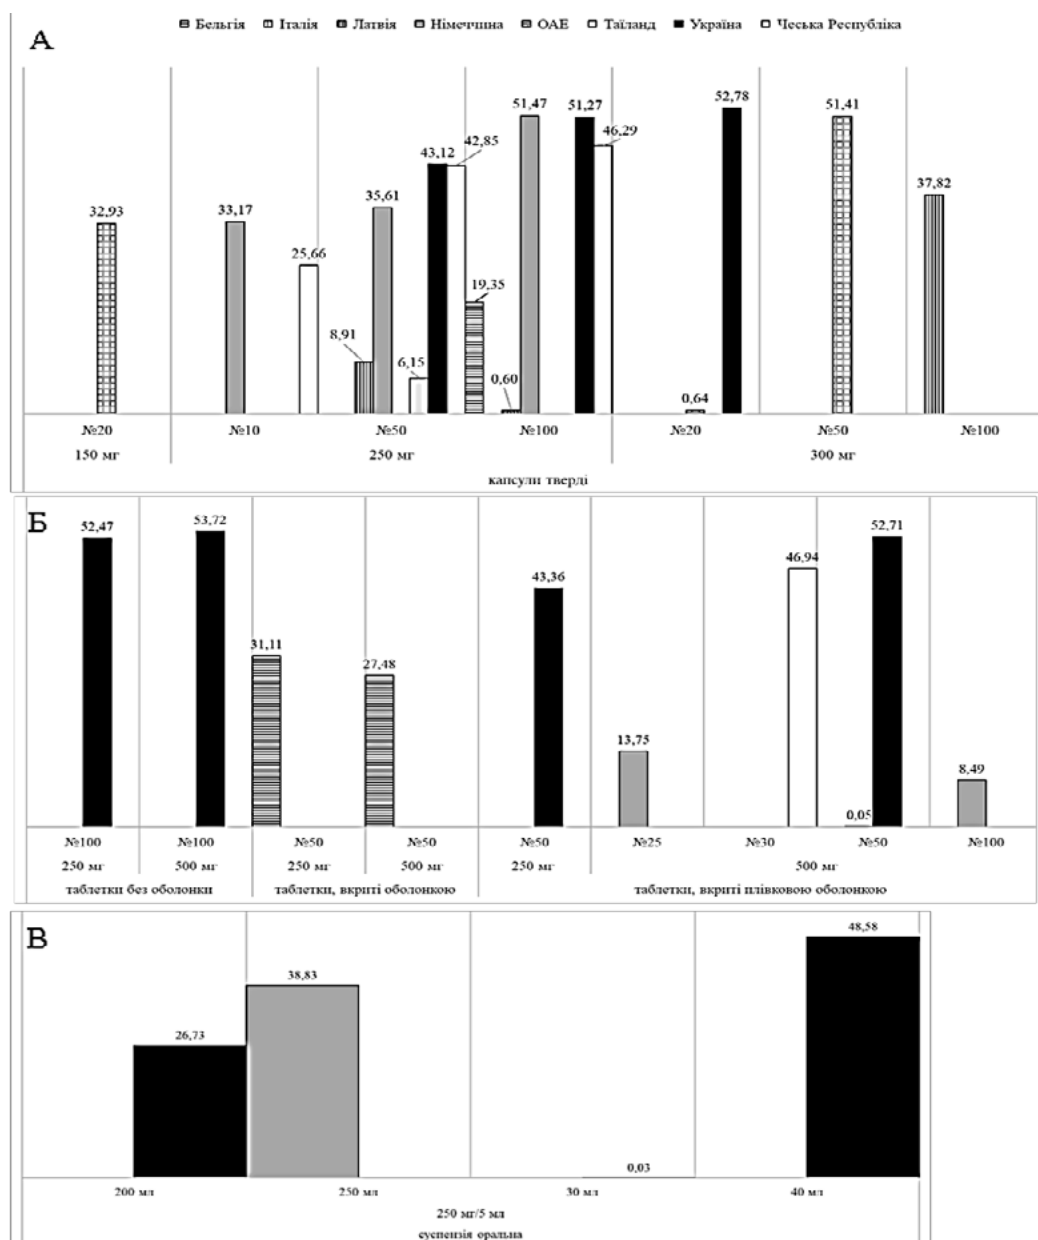 Бельгія Італія Латвія Німеччина ОАЕ Таїланд Україна Чеська Республіка
А
52,78
51,47 51,27 51,41
46,29
43,12 42,85
37,82
35,61
32,93 33,17
25,66
19,35
8,91
6,15
0,60 0,64
№20 №10 №50 №100 №20 №50 №100
150 мг 250 мг 300 мг
капсули тверді
Б
52,47 53,72 52,71
46,94
43,36
31,11
27,48
13,75
8,49
0,05
№100 №100 №50 №50 №50 №25 №30 №50 №100
250 мг 500 мг 250 мг 500 мг 250 мг 500 мг
таблетки без оболонки таблетки, вкриті оболонкою таблетки, вкриті плівковою оболонкою
В
48,58
38,83
26,73
0,03
200 мл 250 мл 30 мл 40 мл
250 мг/5 мл
суспензія оральна